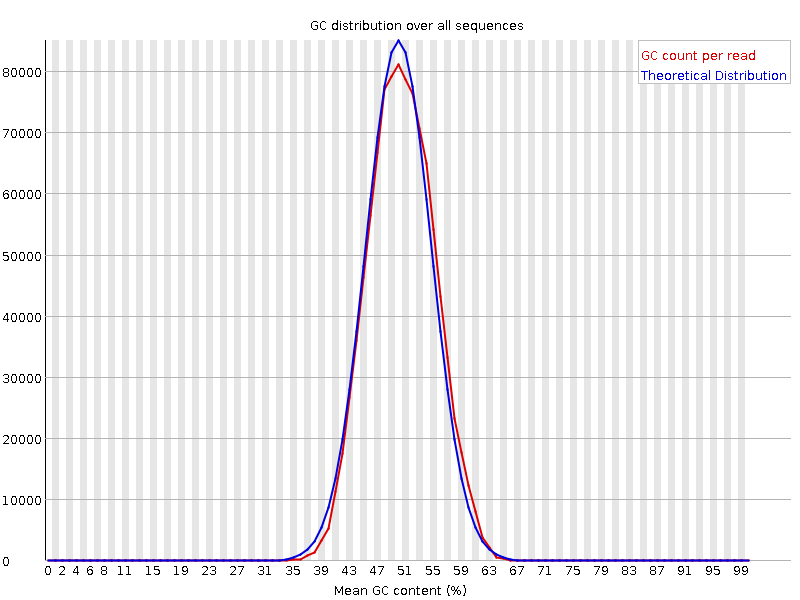 GC distribution over all sequences
GC count per read
Theoretical Distribution
80000
70000
60000
50000
40000
30000
20000
10000
0
0 2 4 6 8 11 15 19 23 27 31 35 39 43 47 51 55 59 63 67 71 75 79 83 87 91 95 99
Mean GC content (%)